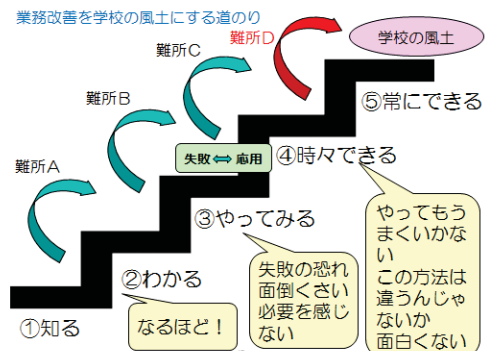 業務改善を学校の風土にする道のり
難所D
学校の風土
難所C
難所B
難所A
⑤常にできる
失敗⇔応用
④時々できる
③やってみる
②わかる
①知る
なるほど！
失敗の恐れ
面倒くさい
必要を感じ
ない
やってもう
まくいかな
い
この方法は
違うんじゃ
ないか
面白くない